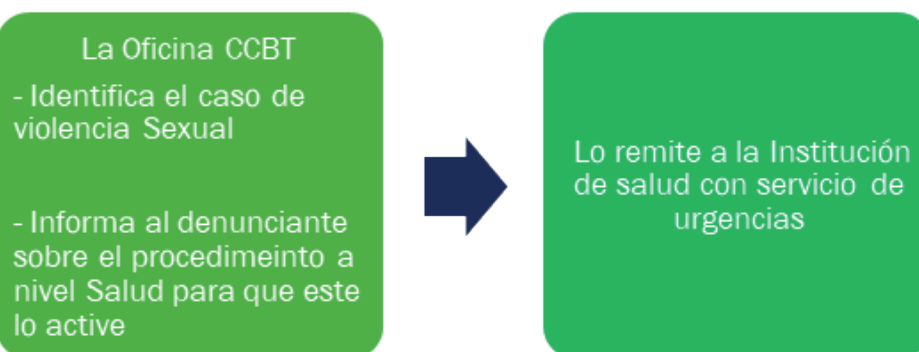 La Oficina CCBT
- Identifica el caso de
violencia Sexual
- Informa al denunciante
sobre el procedimeinto a
nivel Salud para que este
lo active
Lo remite a la Institución
de salud con servicio de
urgencias